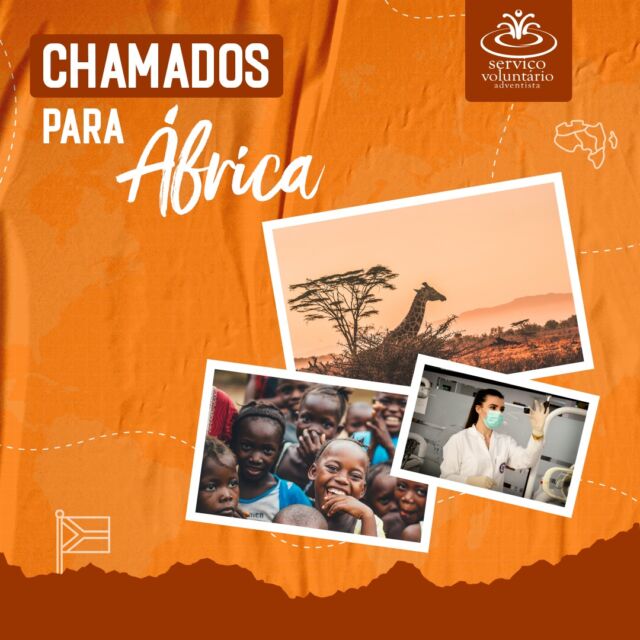 CHAMADOS
PARA África
serviço
voluntário
adventista